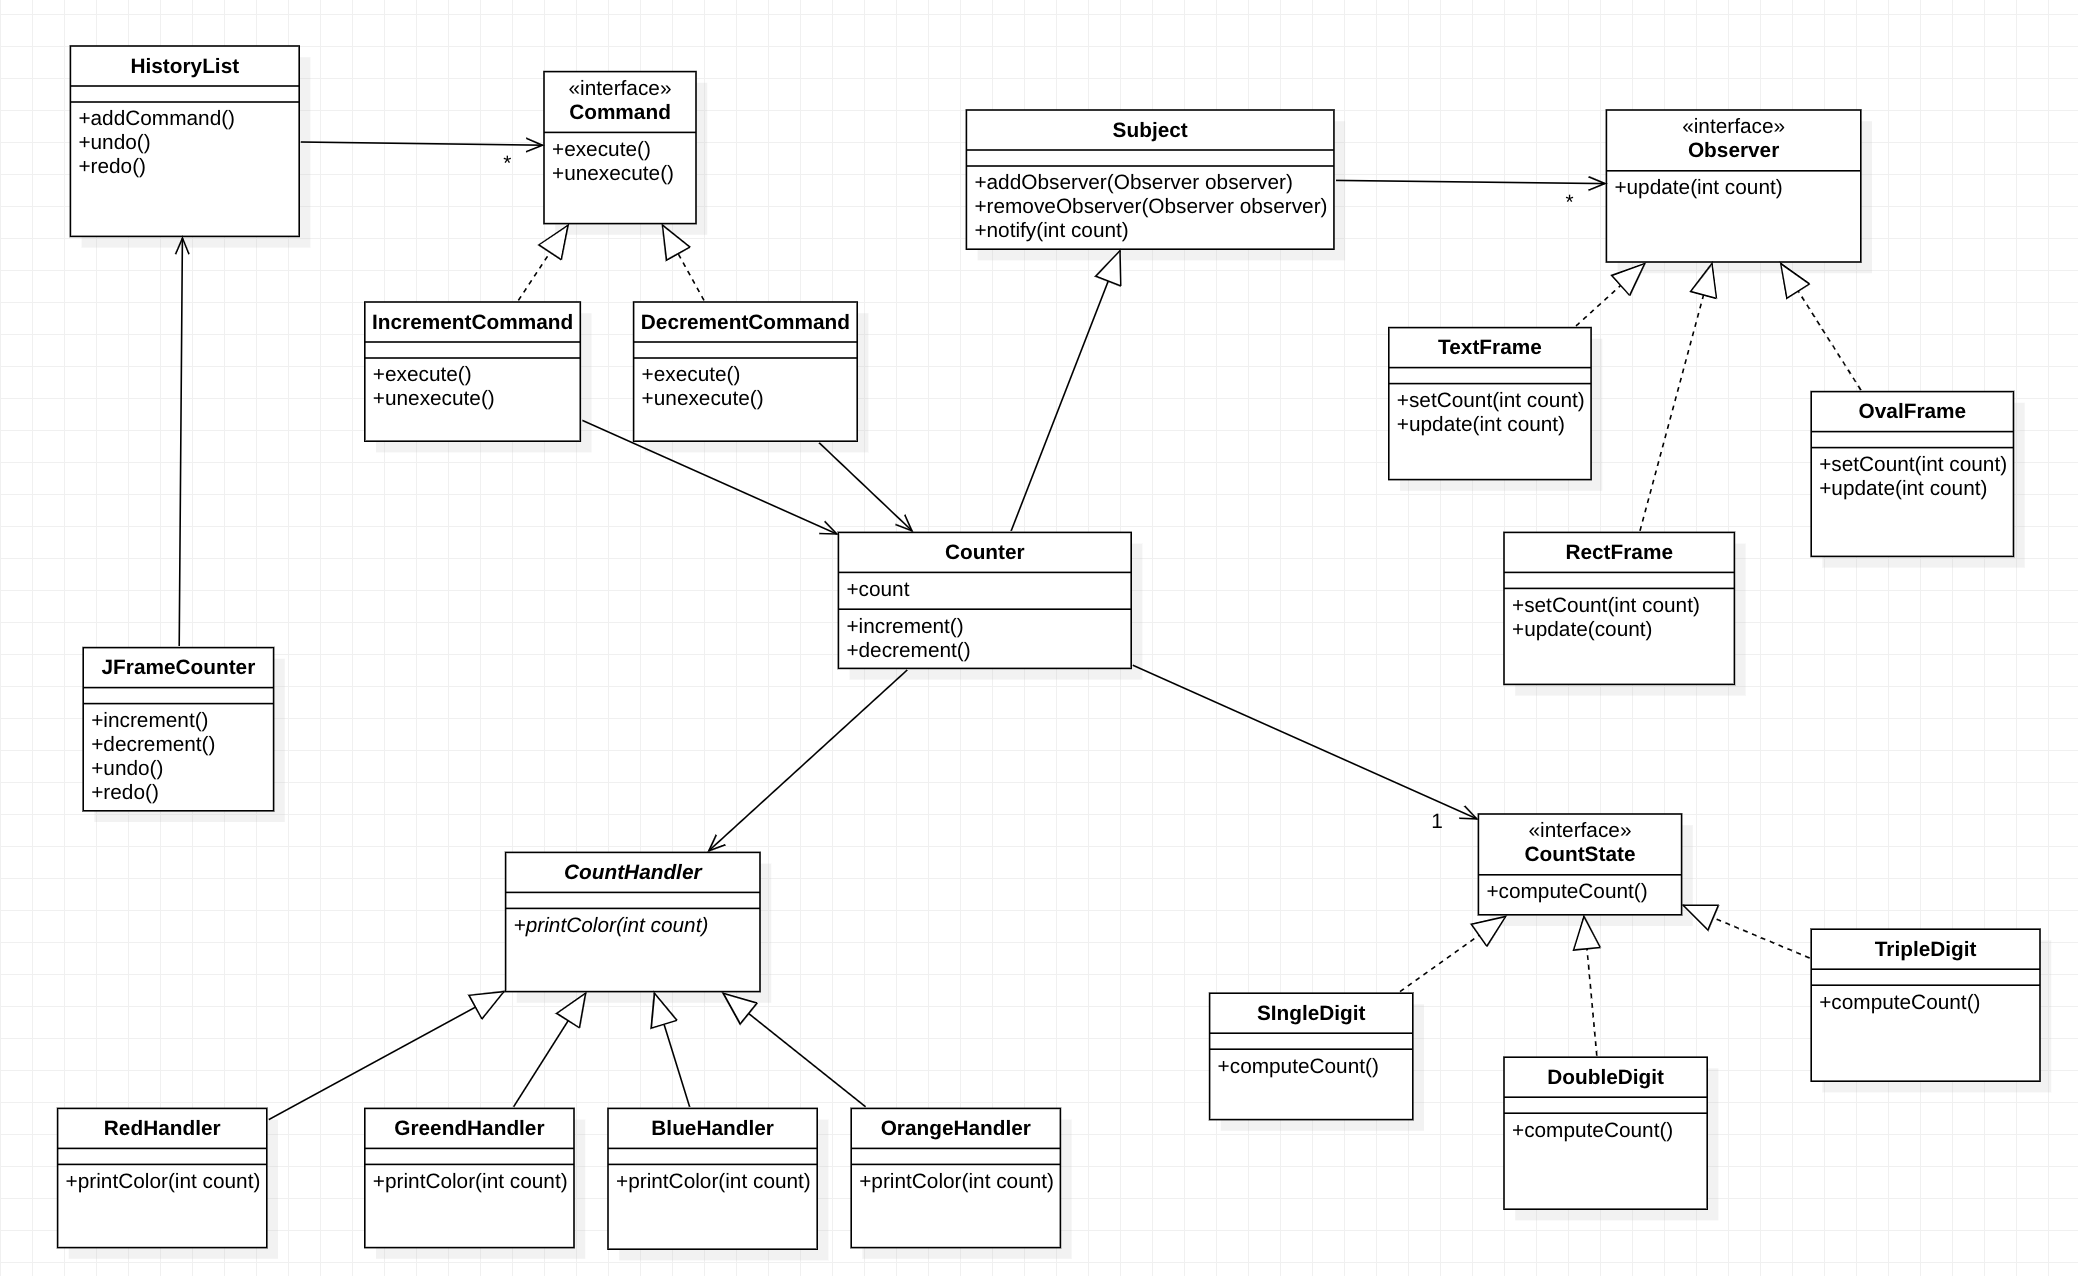 HistoryList
+addCommand()
+undo()
+redo()
«interface»
Command
+execute()
+unexecute()
*
Subject
+addObserver(Observer observer)
+removeObserver(Observer observer)
+notify(int count)
«interface»
Observer
+update(int count)
*
IncrementCommand
+execute()
+unexecute()
DecrementCommand
+execute()
+unexecute()
TextFrame
+setCount(int count)
+update(int count)
OvalFrame
+setCount(int count)
+update(int count)
Counter
+count
+increment()
+decrement()
RectFrame
+setCount(int count)
+update(count)
JFrameCounter
+increment()
+decrement()
+undo()
+redo()
CountHandler
+printColor(int count)
1
«interface»
CountState
+computeCount()
SIngleDigit
+computeCount()
DoubleDigit
+computeCount()
TripleDigit
+computeCount()
RedHandler
+printColor(int count)
GreendHandler
+printColor(int count)
BlueHandler
+printColor(int count)
OrangeHandler
+printColor(int count)